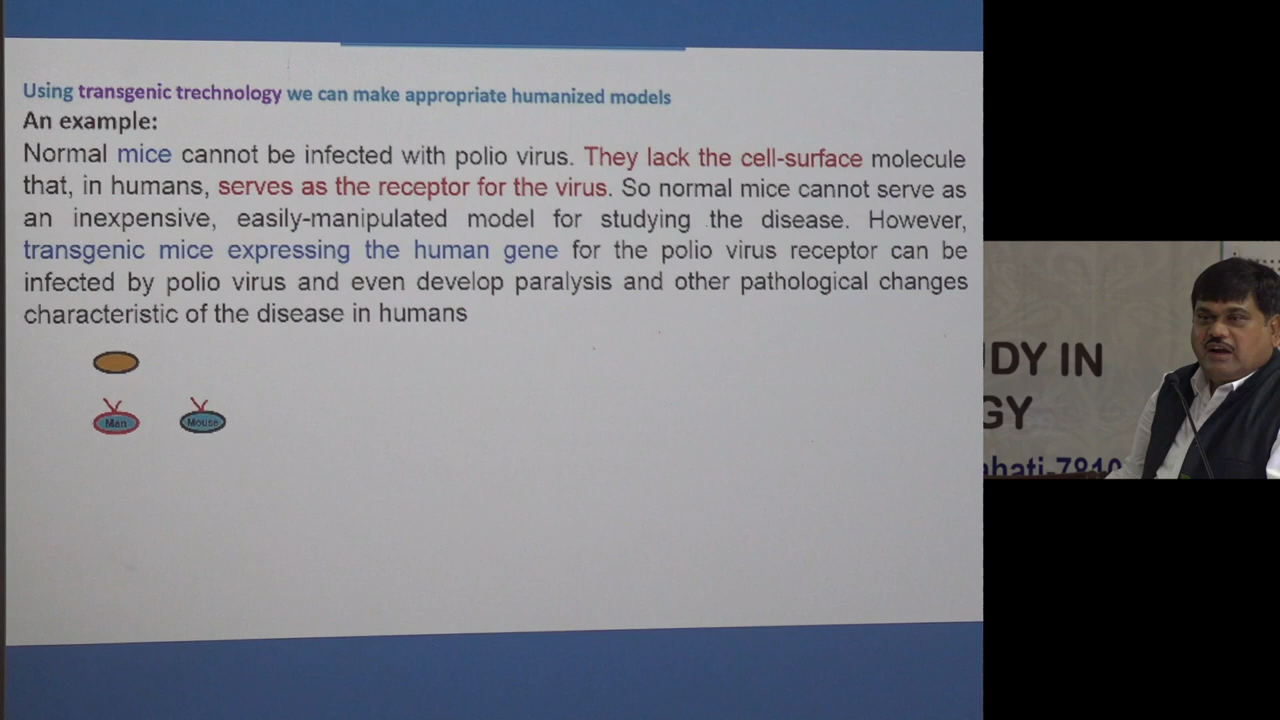 Using transgenic trechnology we can make appropriate humanized models
An example:
Normal mice cannot be infected with polio virus. They lack the cell-surface molecule
that, in humans, serves as the receptor for the virus. So normal mice cannot serve as
an inexpensive, easily-manipulated model for studying the disease. However,
transgenic mice expressing the human gene for the polio virus receptor can be
infected by polio virus and even develop paralysis and other pathological changes
characteristic of the disease in humans
Man
Mouse
UDY IN
GY
ahati-7810